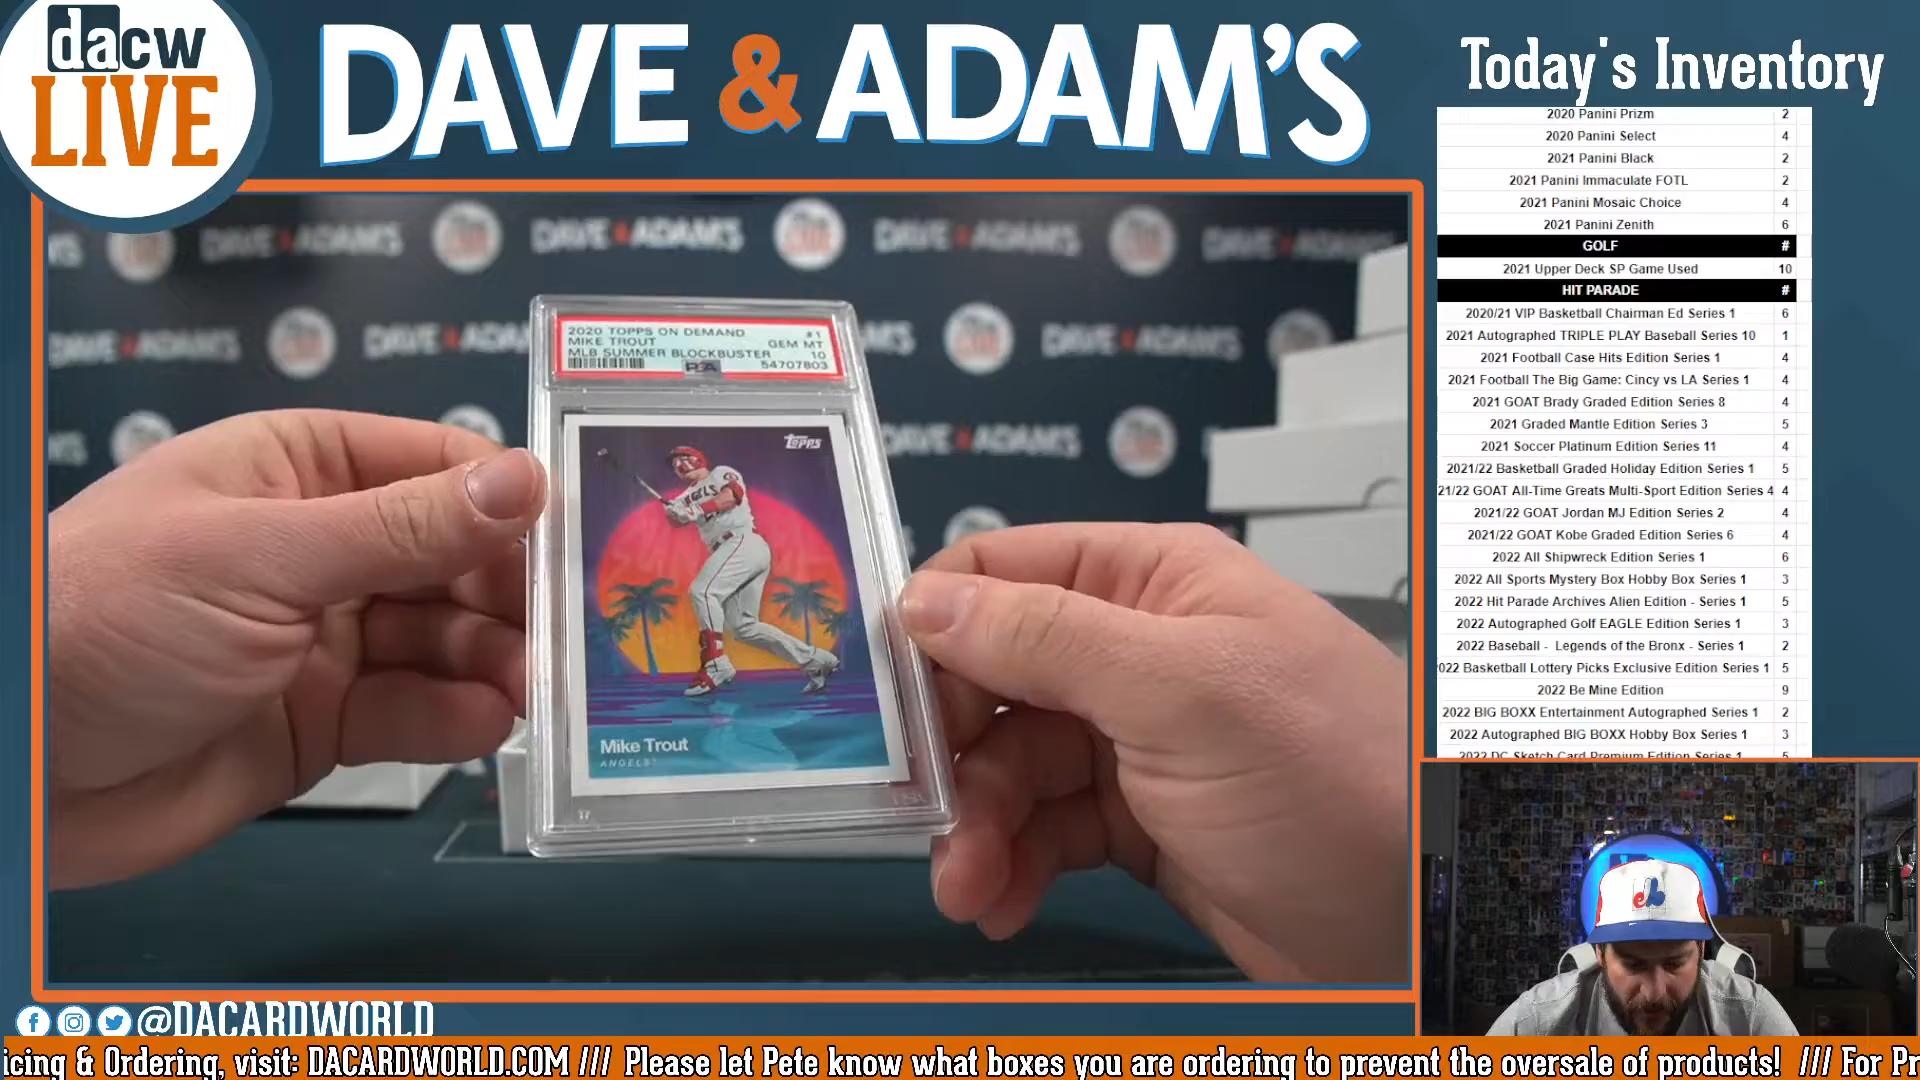 dacw
LIVE
DAVE & ADAM'S
Today's Inventory
2020 Panini Prizm 2
2020 Panini Select 4
2021 Panini Black 2
2021 Panini Immaculate FOTL 2
2021 Panini Mosaic Choice 4
2021 Panini Zenith 6
GOLF #
2021 Upper Deck SP Game Used 10
HIT PARADE #
2020/21 VIP Basketball Chairman Ed Series 1 6
2021 Autographed TRIPLE PLAY Baseball Series 10 1
2021 Football Case Hits Edition Series 1 4
2021 Football The Big Game: Cincy vs LA Series 1 4
2021 GOAT Brady Graded Edition Series 8 4
2021 Graded Mantle Edition Series 3 5
2021 Soccer Platinum Edition Series 11 4
2021/22 Basketball Graded Holiday Edition Series 1 5
21/22 GOAT All-Time Greats Multi-Sport Edition Series 4 4
2021/22 GOAT Jordan MJ Edition Series 2 4
2021/22 GOAT Kobe Graded Edition Series 6 4
2022 All Shipwreck Edition Series 1 6
2022 All Sports Mystery Box Hobby Box Series 1 3
2022 Hit Parade Archives Alien Edition - Series 1 5
2022 Autographed Golf EAGLE Edition Series 1 3
2022 Baseball - Legends of the Bronx - Series 1 2
022 Basketball Lottery Picks Exclusive Edition Series 1 5
2022 Be Mine Edition 9
2022 BIG BOXX Entertainment Autographed Series 1 2
2022 Autographed BIG BOXX Hobby Box Series 1 3
2022 DC Sketch Card Premium Edition Series 1 5
DAVE & ADAM'S
2020 TOPPS ON DEMAND #1
MIKE TROUT GEM MT
MLB SUMMER BLOCKBUSTER 10
PSA 54707803
Topps
ANGELS
Mike Trout
ANGELS
@DACARDWORLD
icing & Ordering, visit: DACARDWORLD.COM /// Please let Pete know what boxes you are ordering to prevent the oversale of products! /// For Pr